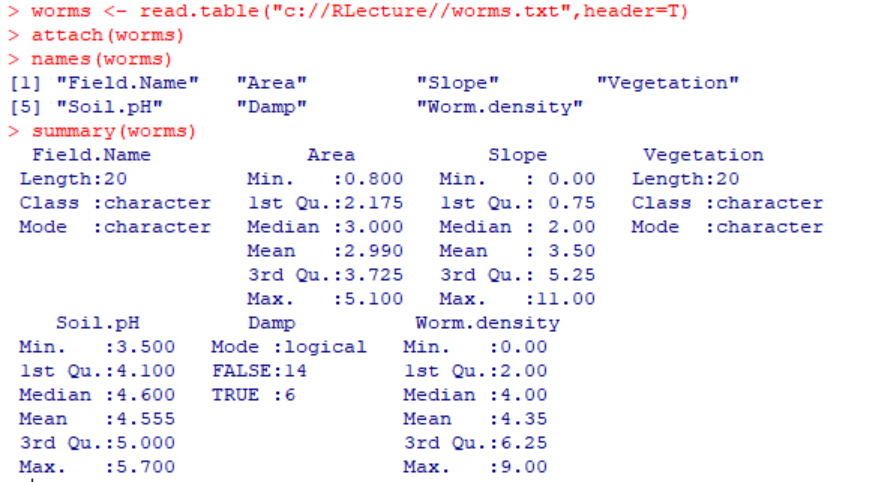 > worms <- read.table("c://RLecture//worms.txt",header=T)
> attach(worms)
> names(worms)
[1] "Field.Name"   "Area"         "Slope"        "Vegetation"
[5] "Soil.pH"      "Damp"         "Worm.density"
> summary(worms)
  Field.Name             Area           Slope        Vegetation
 Length:20          Min.   :0.800   Min.   : 0.00   Length:20
 Class :character   1st Qu.:2.175   1st Qu.: 0.75   Class :character
 Mode  :character   Median :3.000   Median : 2.00   Mode  :character
                    Mean   :2.990   Mean   : 3.50
                    3rd Qu.:3.725   3rd Qu.: 5.25
                    Max.   :5.100   Max.   :11.00
    Soil.pH         Damp          Worm.density
 Min.   :3.500   Mode :logical   Min.   :0.00
 1st Qu.:4.100   FALSE:14        1st Qu.:2.00
 Median :4.600   TRUE :6         Median :4.00
 Mean   :4.555                   Mean   :4.35
 3rd Qu.:5.000                   3rd Qu.:6.25
 Max.   :5.700                   Max.   :9.00